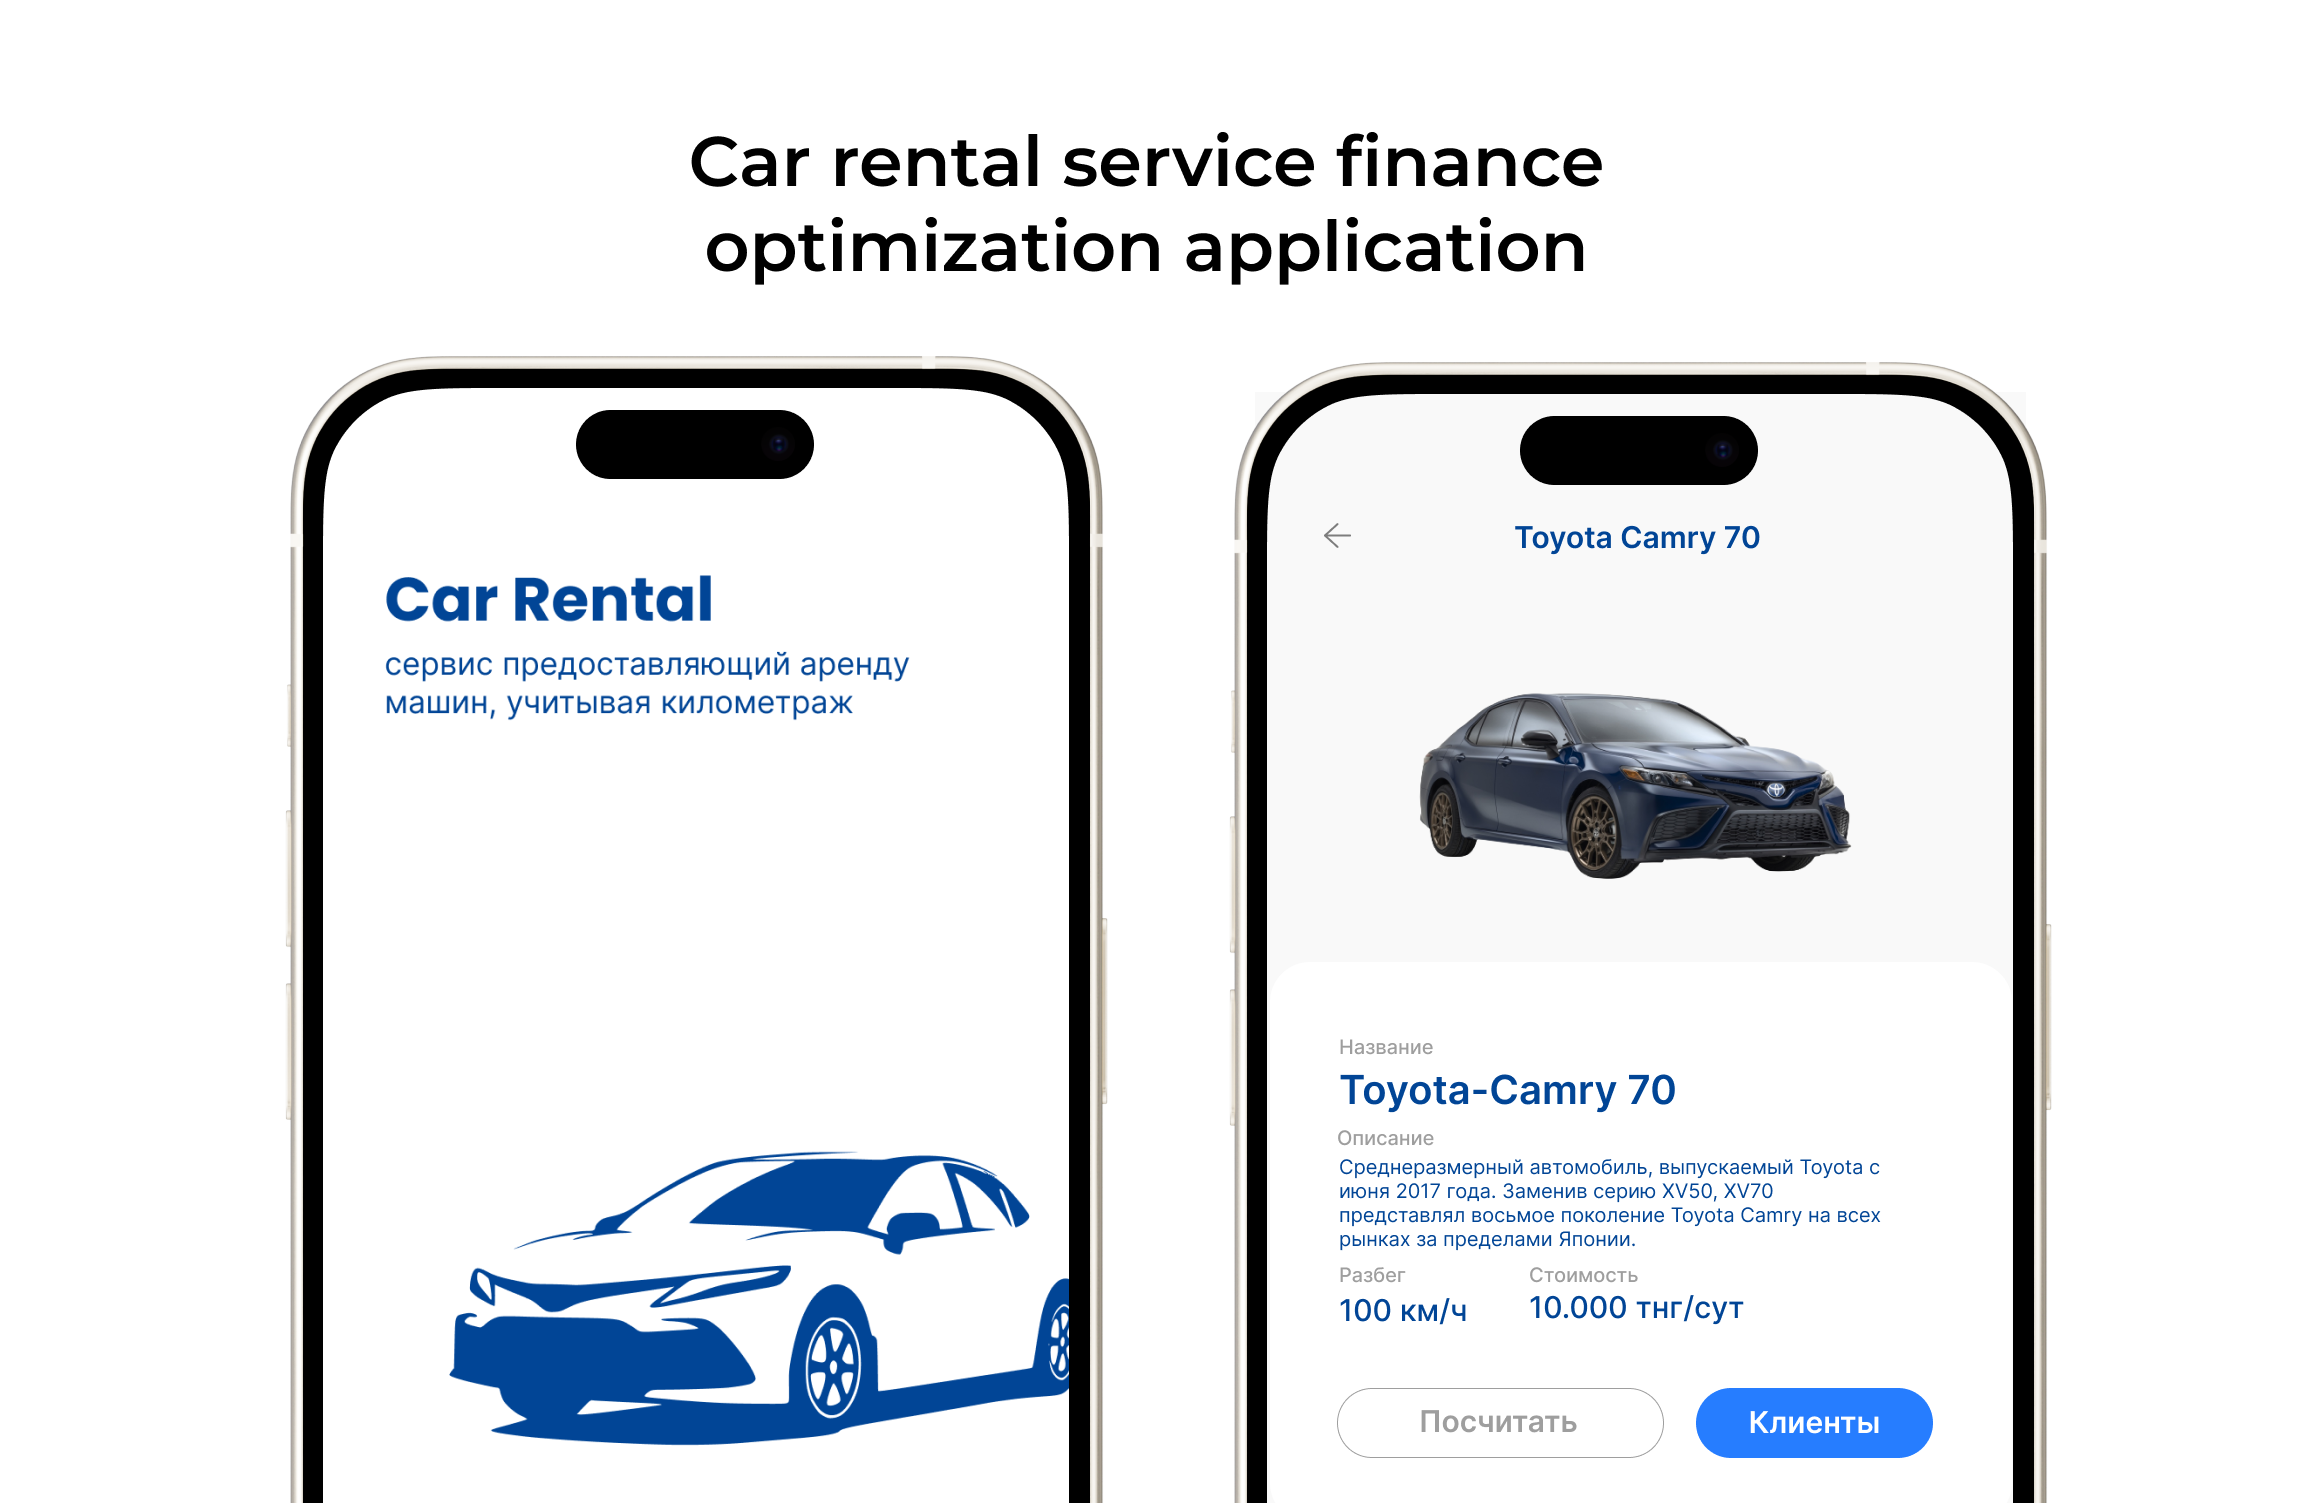 Car rental service finance
optimization application
Car Rental
сервис предоставляющий аренду
машин, учитывая километраж
Toyota Camry 70
Название
Toyota-Camry 70
Описание
Среднеразмерный автомобиль, выпускаемый Toyota с
июня 2017 года. Заменив серию XV50, XV70
представлял восьмое поколение Toyota Camry на всех
рынках за пределами Японии.
Разбег
Стоимость
100 км/ч
10.000 тнг/сут
Посчитать
Клиенты